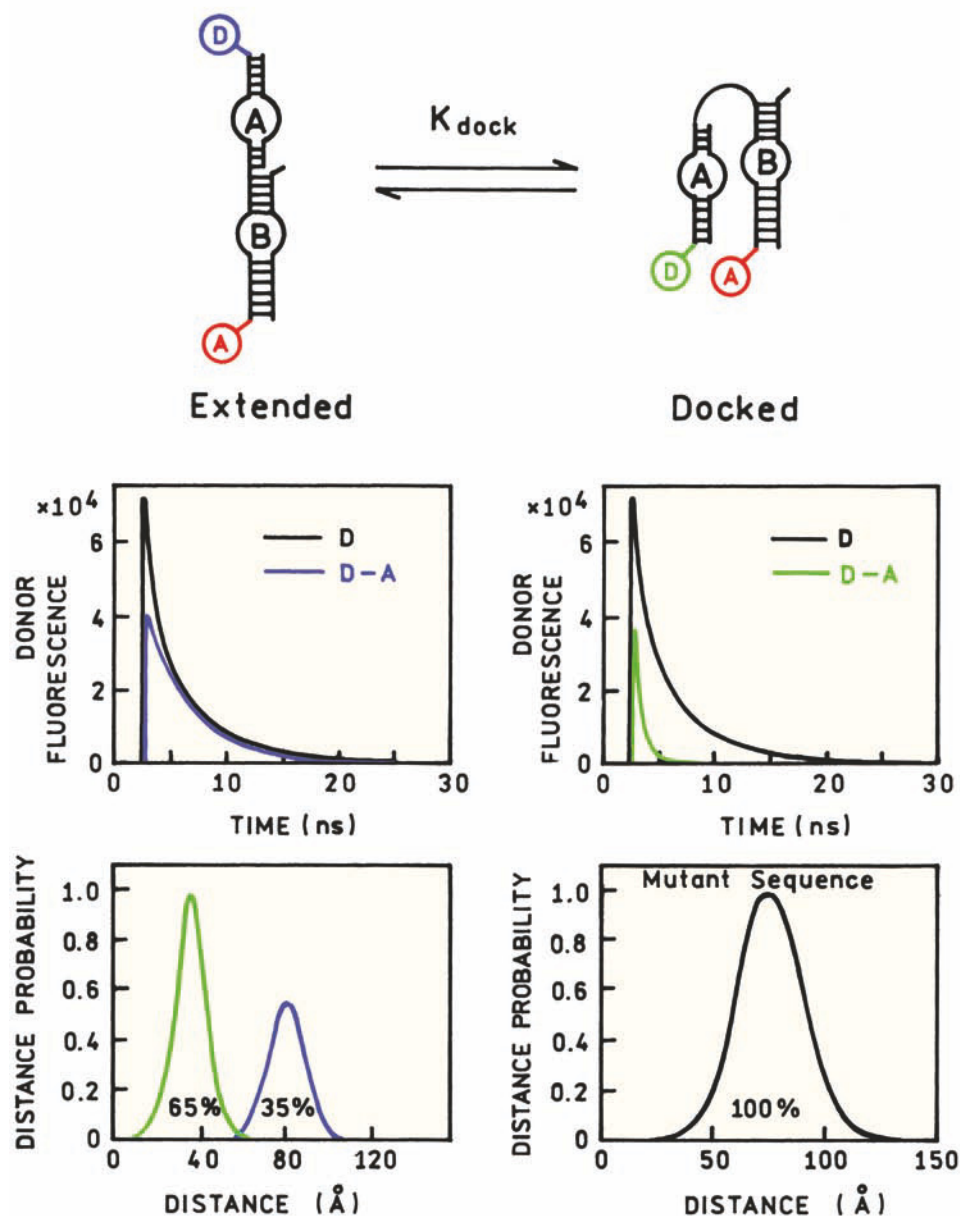 D
A
B
A
K dock
A
B
D
A
Extended
Docked
×10⁴
6
4
2
0
DONOR
FLUORESCENCE
D
D-A
0 10 20 30
TIME (ns)
×10⁴
6
4
2
0
DONOR
FLUORESCENCE
D
D-A
0 10 20 30
TIME (ns)
DISTANCE PROBABILITY
1.0
0.8
0.6
0.4
0.2
0
65% 35%
0 40 80 120
DISTANCE (Å)
DISTANCE PROBABILITY
1.0
0.8
0.6
0.4
0.2
0
Mutant Sequence
100%
0 50 100 150
DISTANCE (Å)